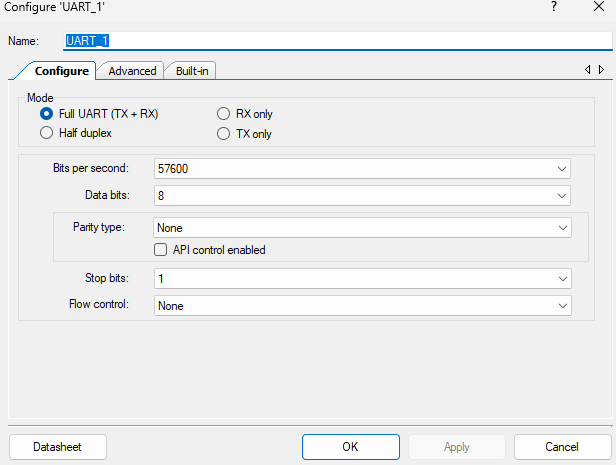 Configure 'UART_1'
?
Name: UART_1
Configure Advanced Built-in
Mode
Full UART (TX + RX) RX only
Half duplex TX only
Bits per second: 57600
Data bits: 8
Parity type: None
API control enabled
Stop bits: 1
Flow control: None
Datasheet OK Apply Cancel